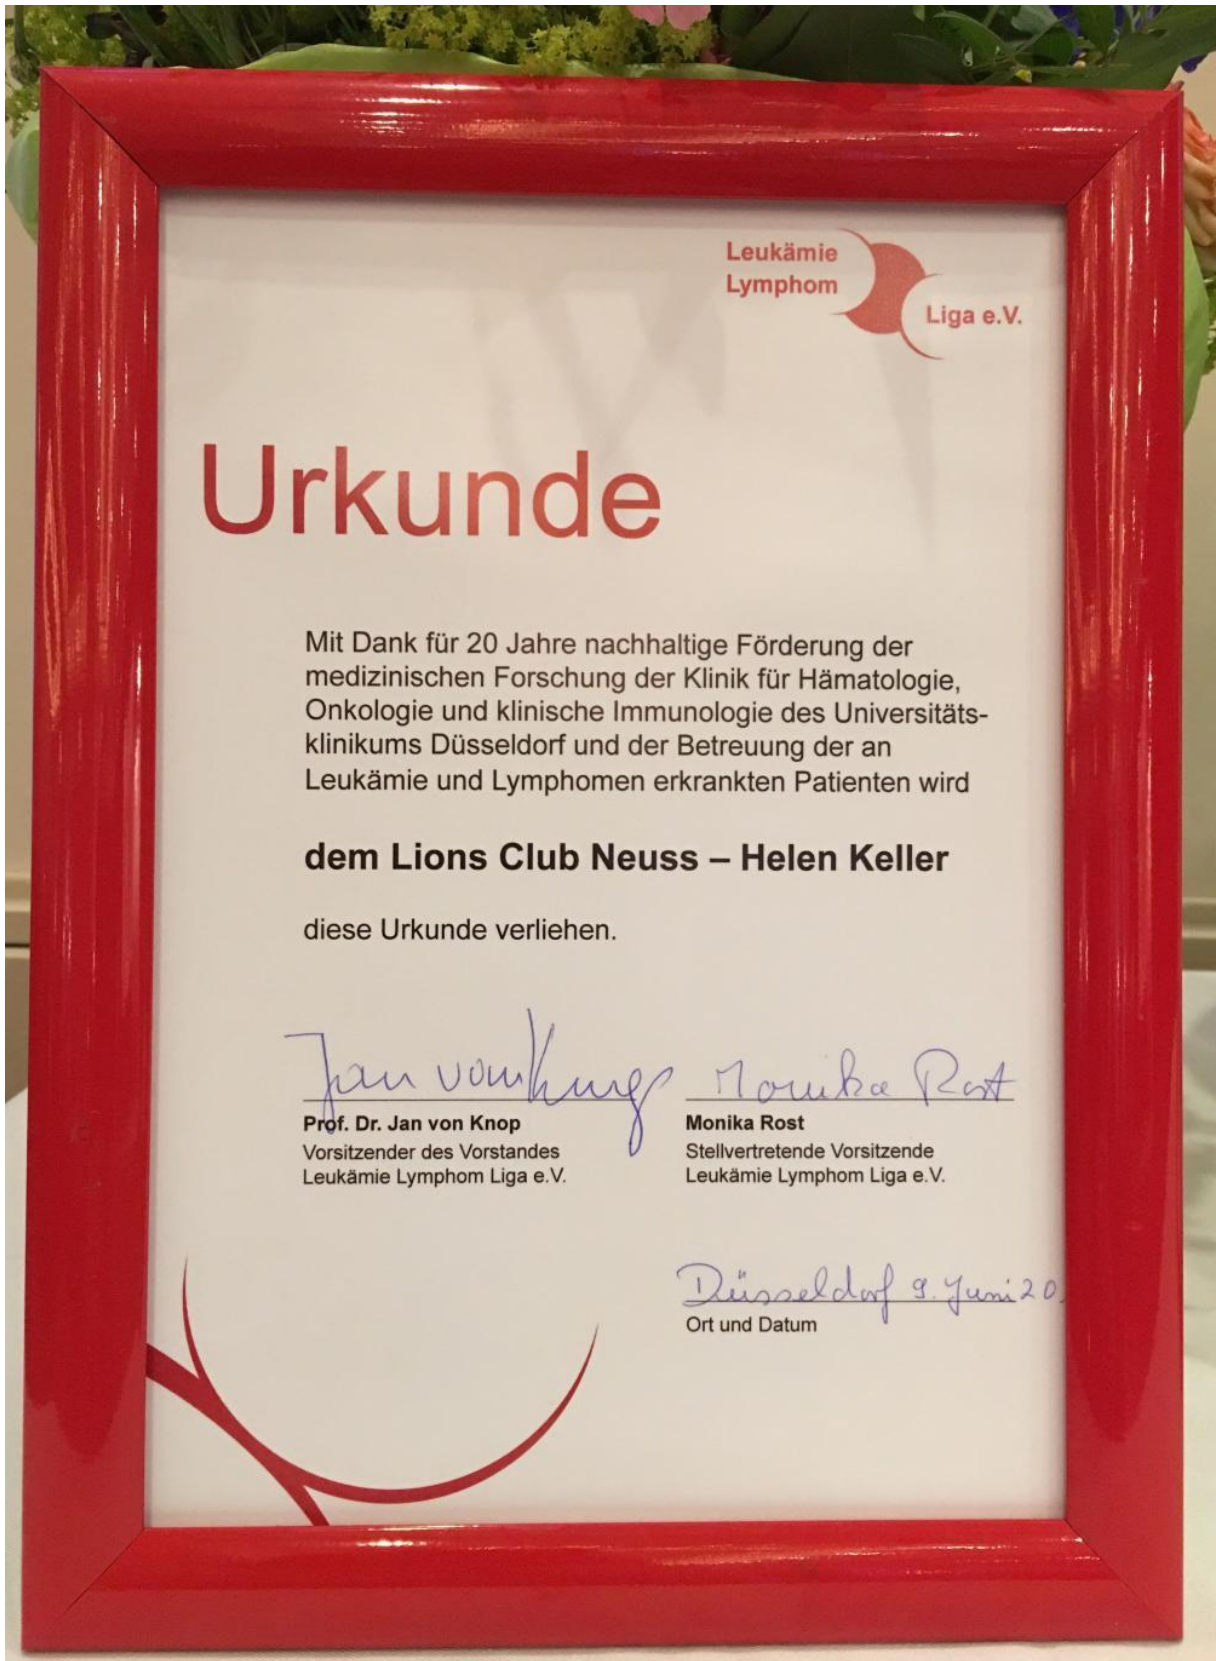 Leukämie
Lymphom
Liga e.V.
Urkunde
Mit Dank für 20 Jahre nachhaltige Förderung der
medizinischen Forschung der Klinik für Hämatologie,
Onkologie und klinische Immunologie des Universitäts-
klinikums Düsseldorf und der Betreuung der an
Leukämie und Lymphomen erkrankten Patienten wird
dem Lions Club Neuss – Helen Keller
diese Urkunde verliehen.
Jan von Knop Monika Rost
Prof. Dr. Jan von Knop Monika Rost
Vorsitzender des Vorstandes Stellvertretende Vorsitzende
Leukämie Lymphom Liga e.V. Leukämie Lymphom Liga e.V.
Düsseldorf 9. Juni 20
Ort und Datum